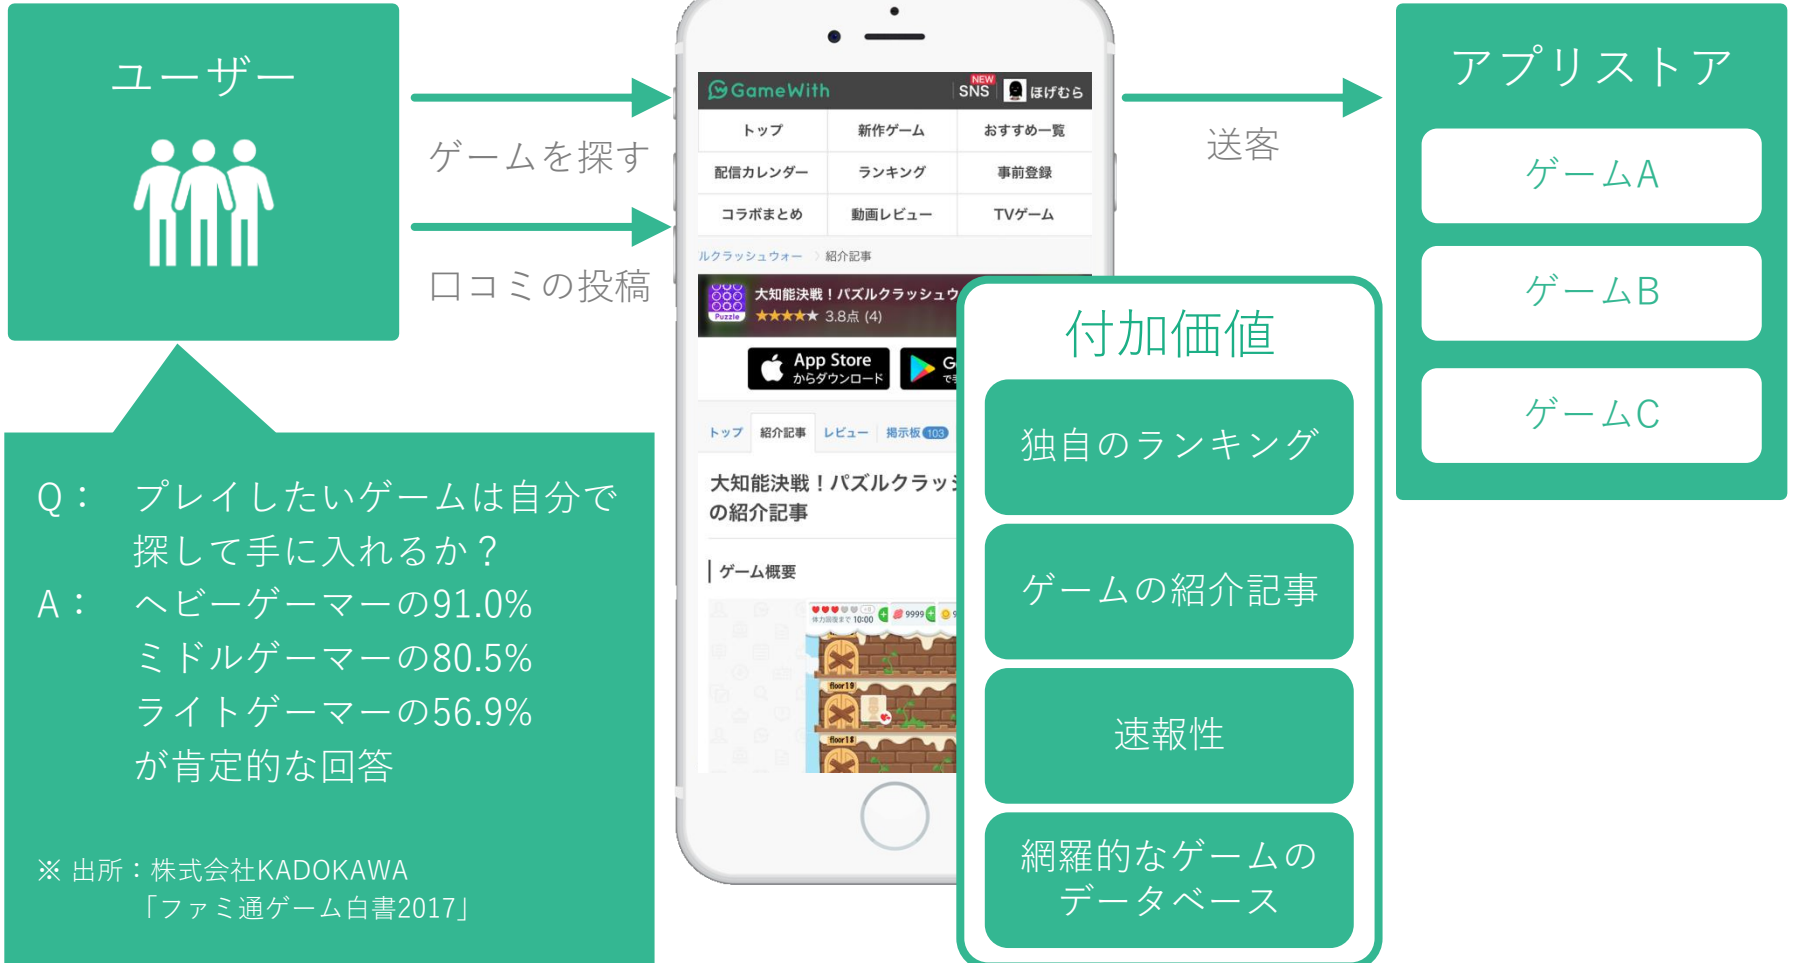 ユーザー
ゲームを探す
口コミの投稿
Q： プレイしたいゲームは自分で
探して手に入れるか？
A： ヘビーゲーマーの91.0%
ミドルゲーマーの80.5%
ライトゲーマーの56.9%
が肯定的な回答
※ 出所：株式会社KADOKAWA
「ファミ通ゲーム白書2017」
GameWith NEW SNS ほげむら
トップ 新作ゲーム おすすめ一覧
配信カレンダー ランキング 事前登録
コラボまとめ 動画レビュー TVゲーム
ルクラッシュウォー 紹介記事
大知能決戦！パズルクラッシュウ
Puzzle ★★★★★ 3.8点 (4)
App Store
からダウンロード
G
で
トップ 紹介記事 レビュー 掲示板 103
大知能決戦！パズルクラッシ
の紹介記事
ゲーム概要
体力回復まで 10:00 9999
floor19
floor18
付加価値
独自のランキング
ゲームの紹介記事
速報性
網羅的なゲームの
データベース
送客
アプリストア
ゲームA
ゲームB
ゲームC